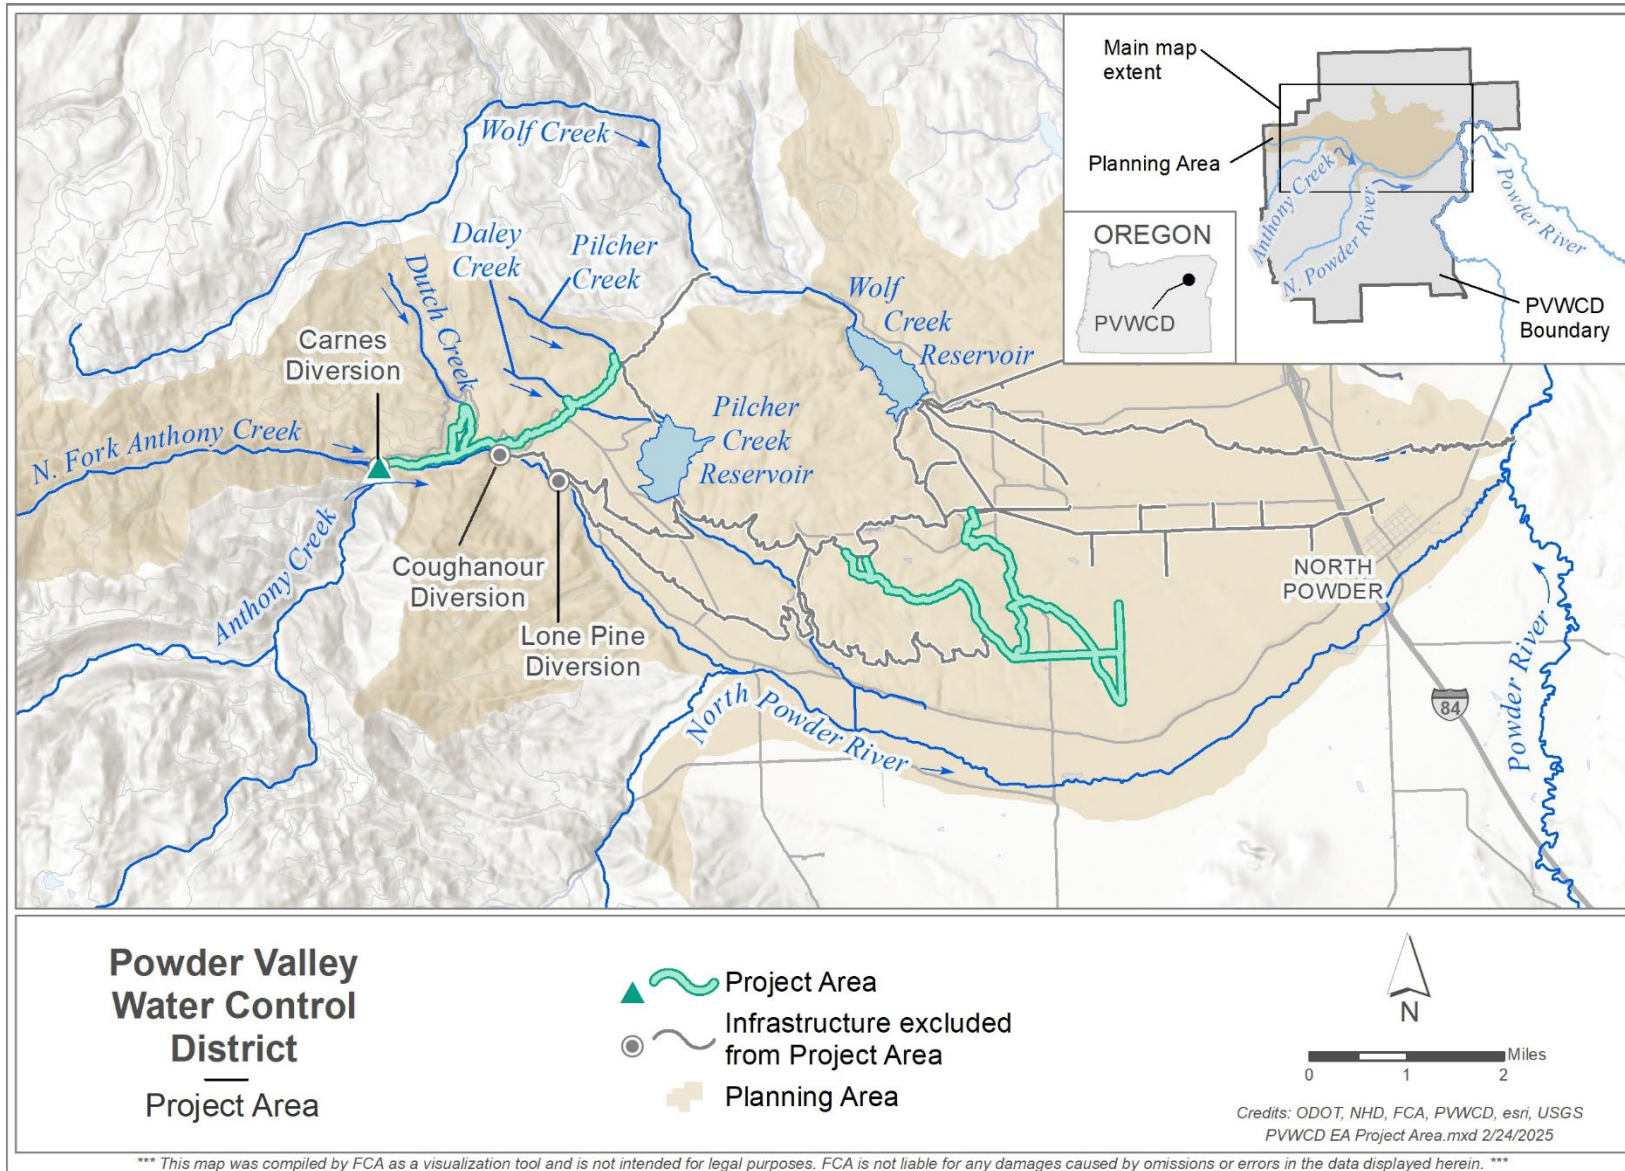 Main map
extent
Planning Area
Anthony Creek
Anthony Creek
N. Powder River
Powder River
PVWCD
Boundary
OREGON
PVWCD
Wolf Creek
Daley
Creek
Pilcher
Creek
Dutch Creek
Wolf
Creek
Reservoir
Carnes
Diversion
N. Fork Anthony Creek
Pilcher
Creek
Reservoir
Anthony Creek
Coughanour
Diversion
Lone Pine
Diversion
NORTH
POWDER
North Powder River
84
Powder River
Powder Valley
Water Control
District
Project Area
Project Area
Infrastructure excluded
from Project Area
Planning Area
N
Miles
0 1 2
Credits: ODOT, NHD, FCA, PVWCD, esri, USGS
PVWCD EA Project Area.mxd 2/24/2025
*** This map was compiled by FCA as a visualization tool and is not intended for legal purposes. FCA is not liable for any damages caused by omissions or errors in the data displayed herein. ***